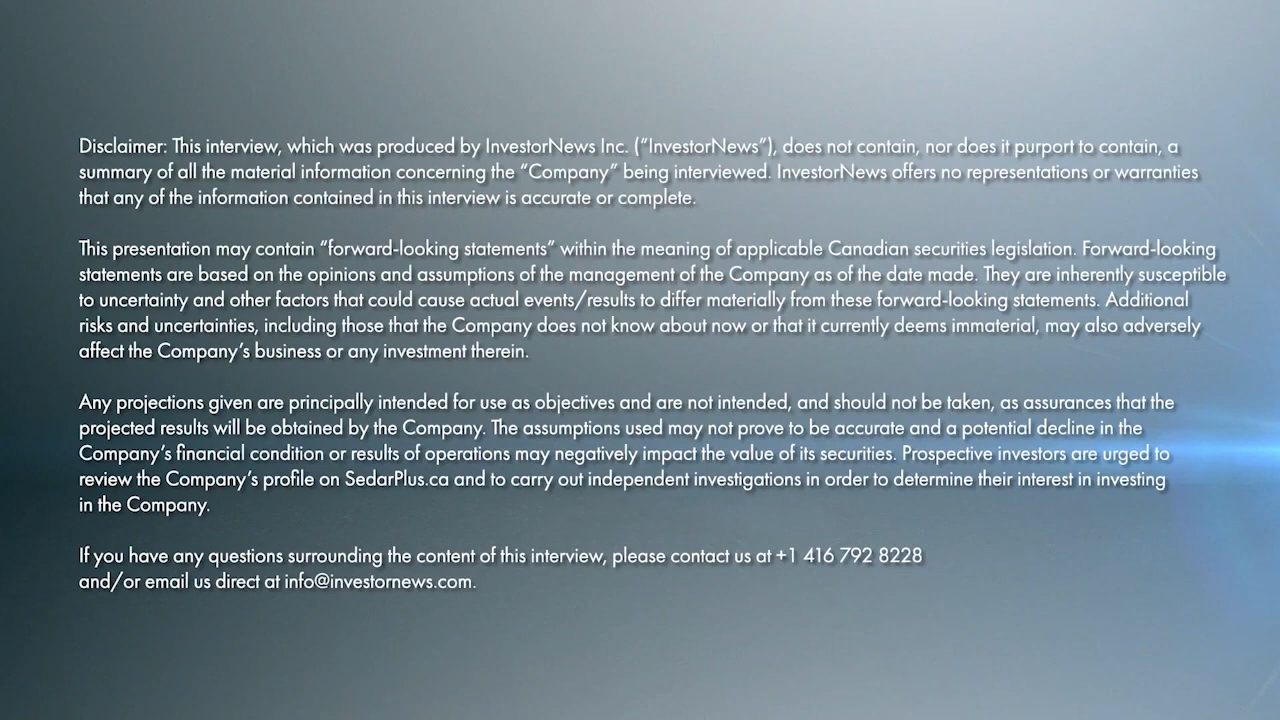 Disclaimer: This interview, which was produced by InvestorNews Inc. (“InvestorNews”), does not contain, nor does it purport to contain, a
summary of all the material information concerning the “Company” being interviewed. InvestorNews offers no representations or warranties
that any of the information contained in this interview is accurate or complete.
This presentation may contain “forward-looking statements” within the meaning of applicable Canadian securities legislation. Forward-looking
statements are based on the opinions and assumptions of the management of the Company as of the date made. They are inherently susceptible
to uncertainty and other factors that could cause actual events/results to differ materially from these forward-looking statements. Additional
risks and uncertainties, including those that the Company does not know about now or that it currently deems immaterial, may also adversely
affect the Company’s business or any investment therein.
Any projections given are principally intended for use as objectives and are not intended, and should not be taken, as assurances that the
projected results will be obtained by the Company. The assumptions used may not prove to be accurate and a potential decline in the
Company’s financial condition or results of operations may negatively impact the value of its securities. Prospective investors are urged to
review the Company’s profile on SedarPlus.ca and to carry out independent investigations in order to determine their interest in investing
in the Company.
If you have any questions surrounding the content of this interview, please contact us at +1 416 792 8228
and/or email us direct at info@investornews.com.